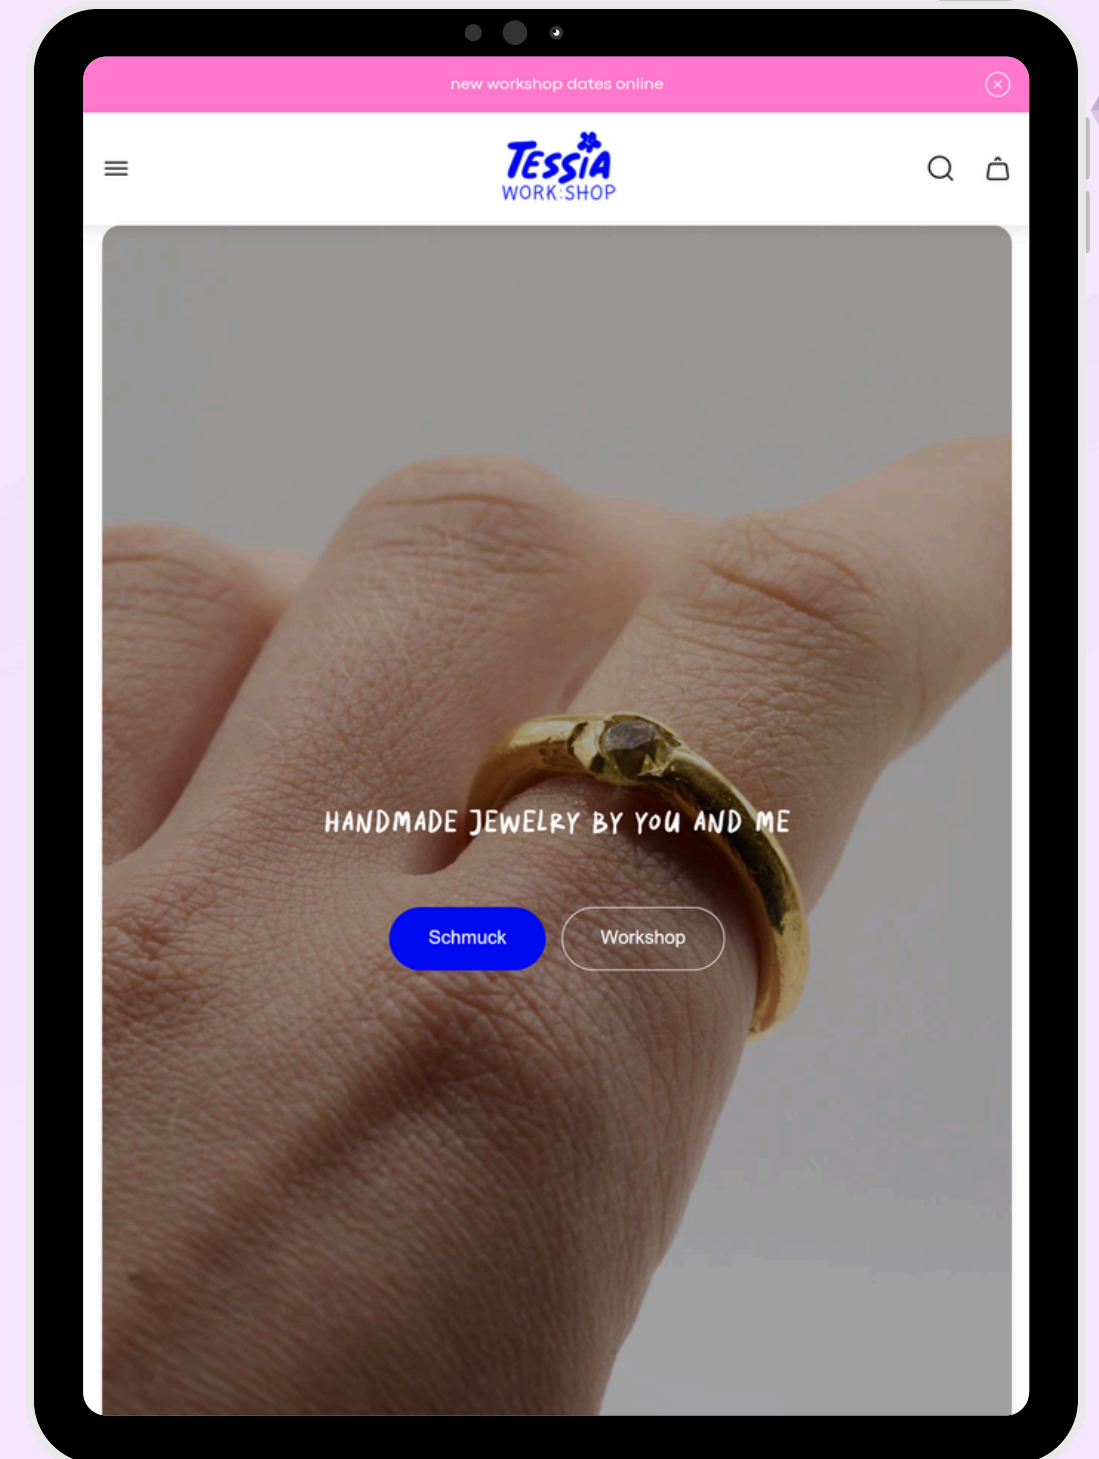 new workshop dates online
TESSIA
WORK:SHOP
HANDMADE JEWELRY BY YOU AND ME
Schmuck
Workshop